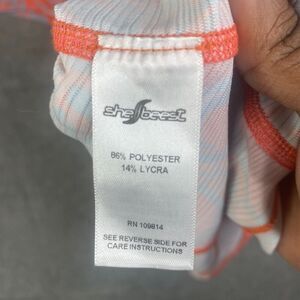 shebeest
86% POLYESTER
14% LYCRA
RN 109814
SEE REVERSE SIDE FOR
CARE INSTRUCTIONS